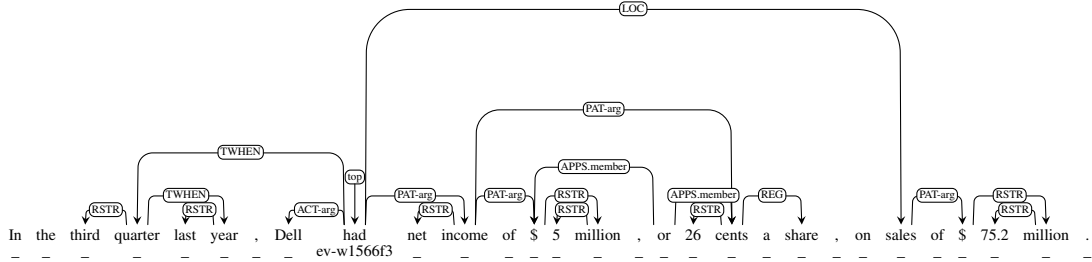 LOC
PAT-arg
TWHEN APPS.member
top
TWHEN PAT-arg PAT-arg RSTR APPS.member REG PAT-arg RSTR
RSTR RSTR ACT-arg RSTR RSTR RSTR RSTR
In the third quarter last year , Dell had net income of $ 5 million , or 26 cents a share , on sales of $ 75.2 million .
_ _ _ _ _ _ _ _ ev-w1566f3 _ _ _ _ _ _ _ _ _ _ _ _ _ _ _ _ _ _ _ _